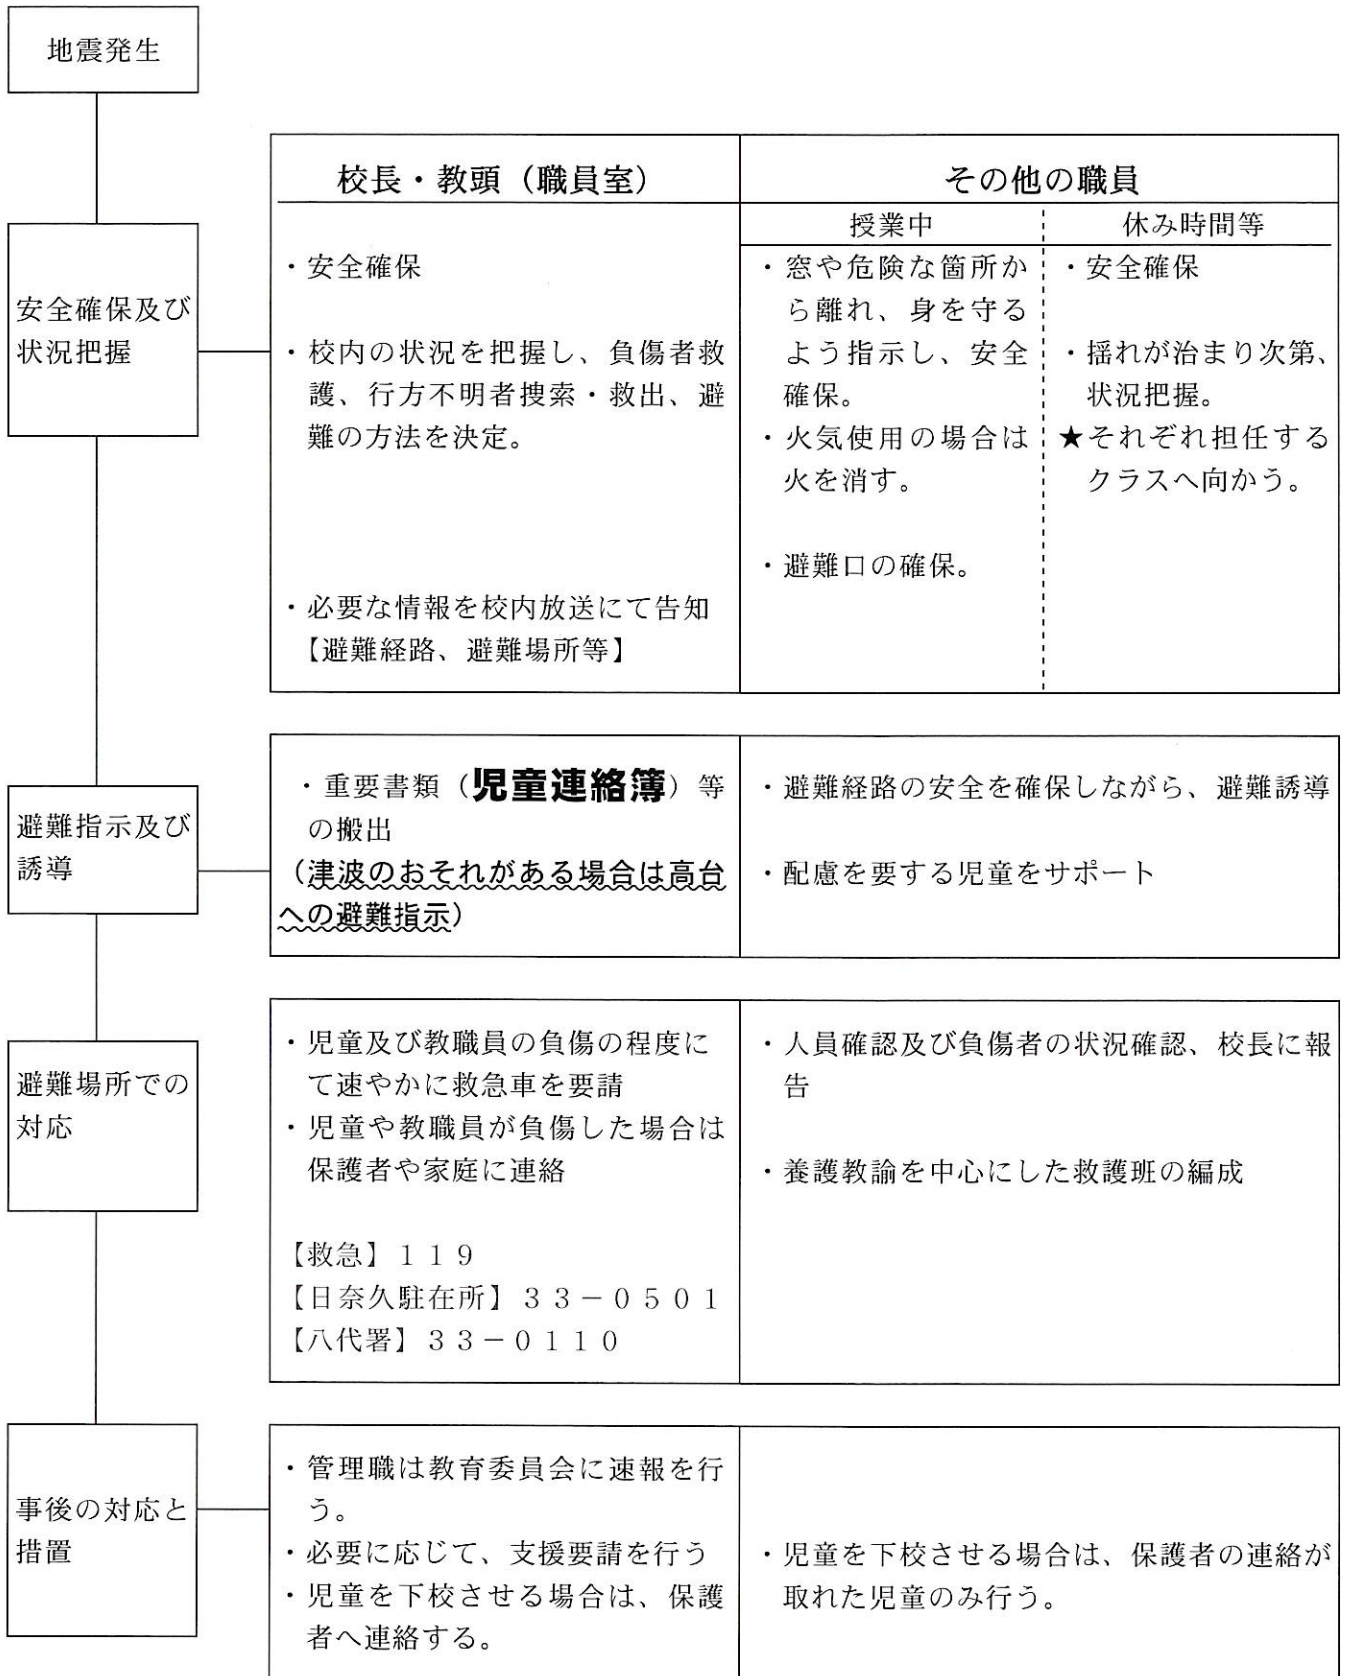 地震発生
校長・教頭（職員室）
その他の職員
授業中
休み時間等
安全確保及び
状況把握
・安全確保
・校内の状況を把握し、負傷者救
護、行方不明者捜索・救出、避
難の方法を決定。
・必要な情報を校内放送にて告知
【避難経路、避難場所等】
・窓や危険な箇所か
ら離れ、身を守る
よう指示し、安全
確保。
・火気使用の場合は
火を消す。
・避難口の確保。
・安全確保
・揺れが治まり次第、
状況把握。
★それぞれ担任する
クラスへ向かう。
避難指示及び
誘導
・重要書類（児童連絡簿）等
の搬出
（津波のおそれがある場合は高台
への避難指示）
・避難経路の安全を確保しながら、避難誘導
・配慮を要する児童をサポート
避難場所での
対応
・児童及び教職員の負傷の程度に
て速やかに救急車を要請
・児童や教職員が負傷した場合は
保護者や家庭に連絡
【救急】１１９
【日奈久駐在所】３３－０５０１
【八代署】３３－０１１０
・人員確認及び負傷者の状況確認、校長に報
告
・養護教諭を中心にした救護班の編成
事後の対応と
措置
・管理職は教育委員会に速報を行
う。
・必要に応じて、支援要請を行う
・児童を下校させる場合は、保護
者へ連絡する。
・児童を下校させる場合は、保護者の連絡が
取れた児童のみ行う。